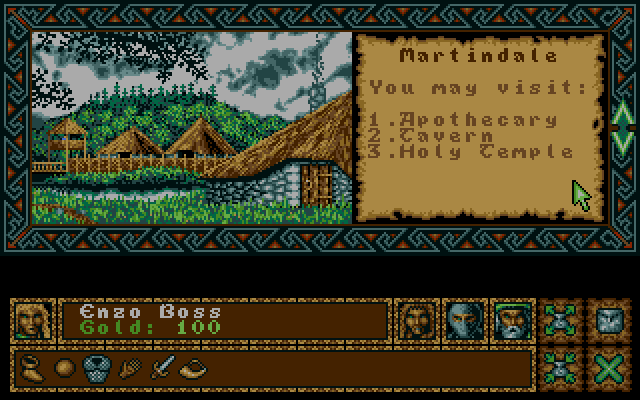 Martindale
You may visit:
1.Apothecary
2.Tavern
3.Holy Temple
Enzo Boss
Gold: 100